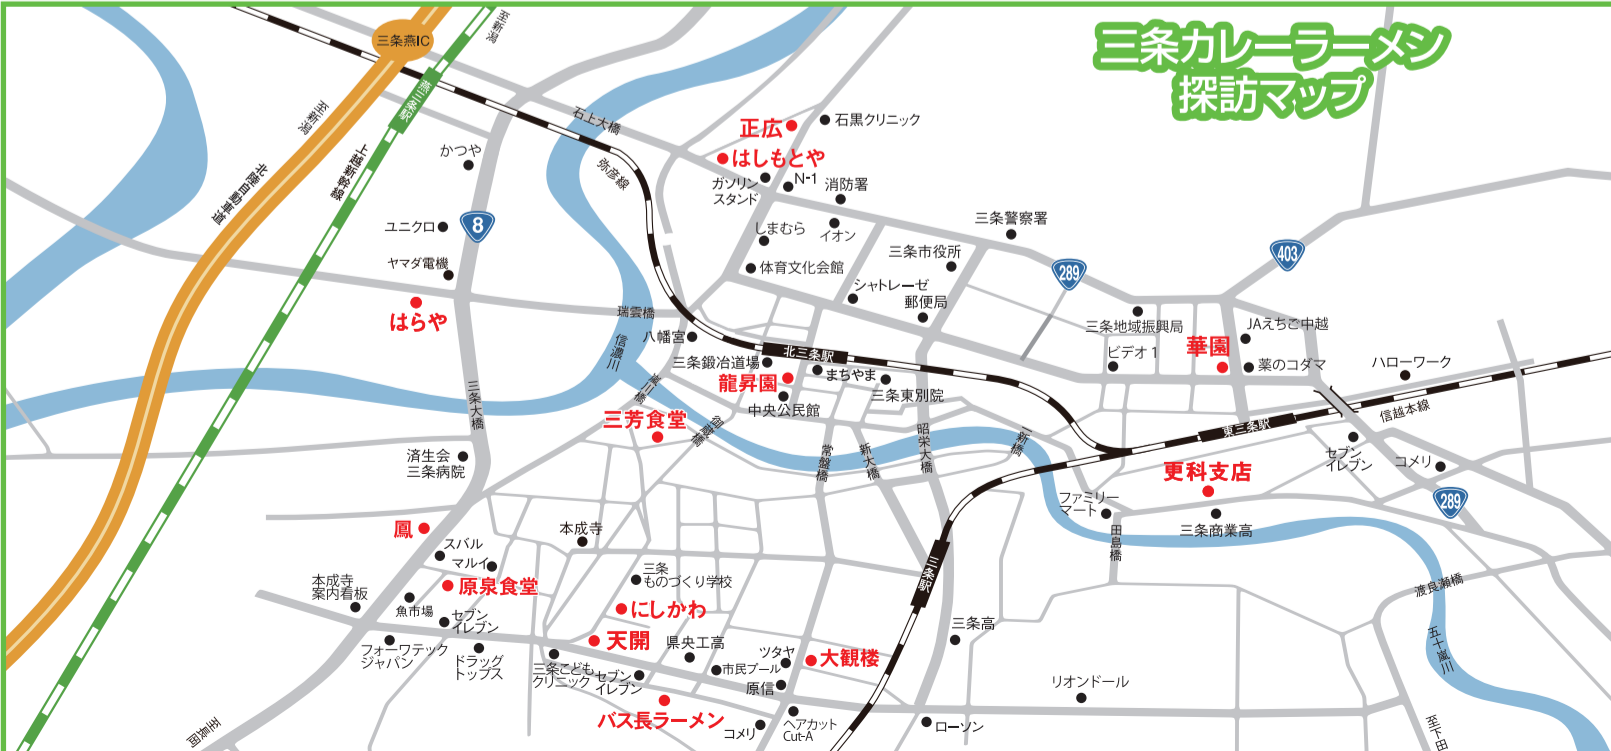 三条カレーラーメン
探訪マップ
三条燕IC
至新潟
燕三条駅
至新潟
北陸自動車道
上越新幹線
石上大橋
弥彦線
かつや
8
ユニクロ
ヤマダ電機
はらや
正広
石黒クリニック
はしもとや
ガソリン
スタンド
N-1
消防署
しまむら
イオン
体育文化会館
三条市役所
三条警察署
シャトレーゼ
郵便局
289
403
三条地域振興局
JAえちご中越
ビデオ1
華園
薬のコダマ
ハローワーク
瑞雲橋
八幡宮
信濃川
北三条駅
三条鍛冶道場
龍昇園
まちやま
中央公民館
三条東別院
嵐川橋
三条大橋
三芳食堂
御蔵橋
常盤橋
新大橋
昭栄大橋
一新橋
東三条駅
信越本線
セブン
イレブン
コメリ
289
更科支店
ファミリー
マート
三条商業高
田島橋
済生会
三条病院
鳳
スバル
マルイ
本成寺
原泉食堂
三条
ものづくり学校
本成寺
案内看板
魚市場
セブン
イレブン
にしかわ
三条駅
渡良瀬橋
五十嵐川
フォーワテック
ジャパン
ドラッグ
トップス
天開
県央工高
三条こども
クリニック
セブン
イレブン
市民プール
ツタヤ
原信
大観楼
三条高
リオンドール
バス長ラーメン
コメリ
ヘアカット
Cut-A
ローソン
至長岡
至下田